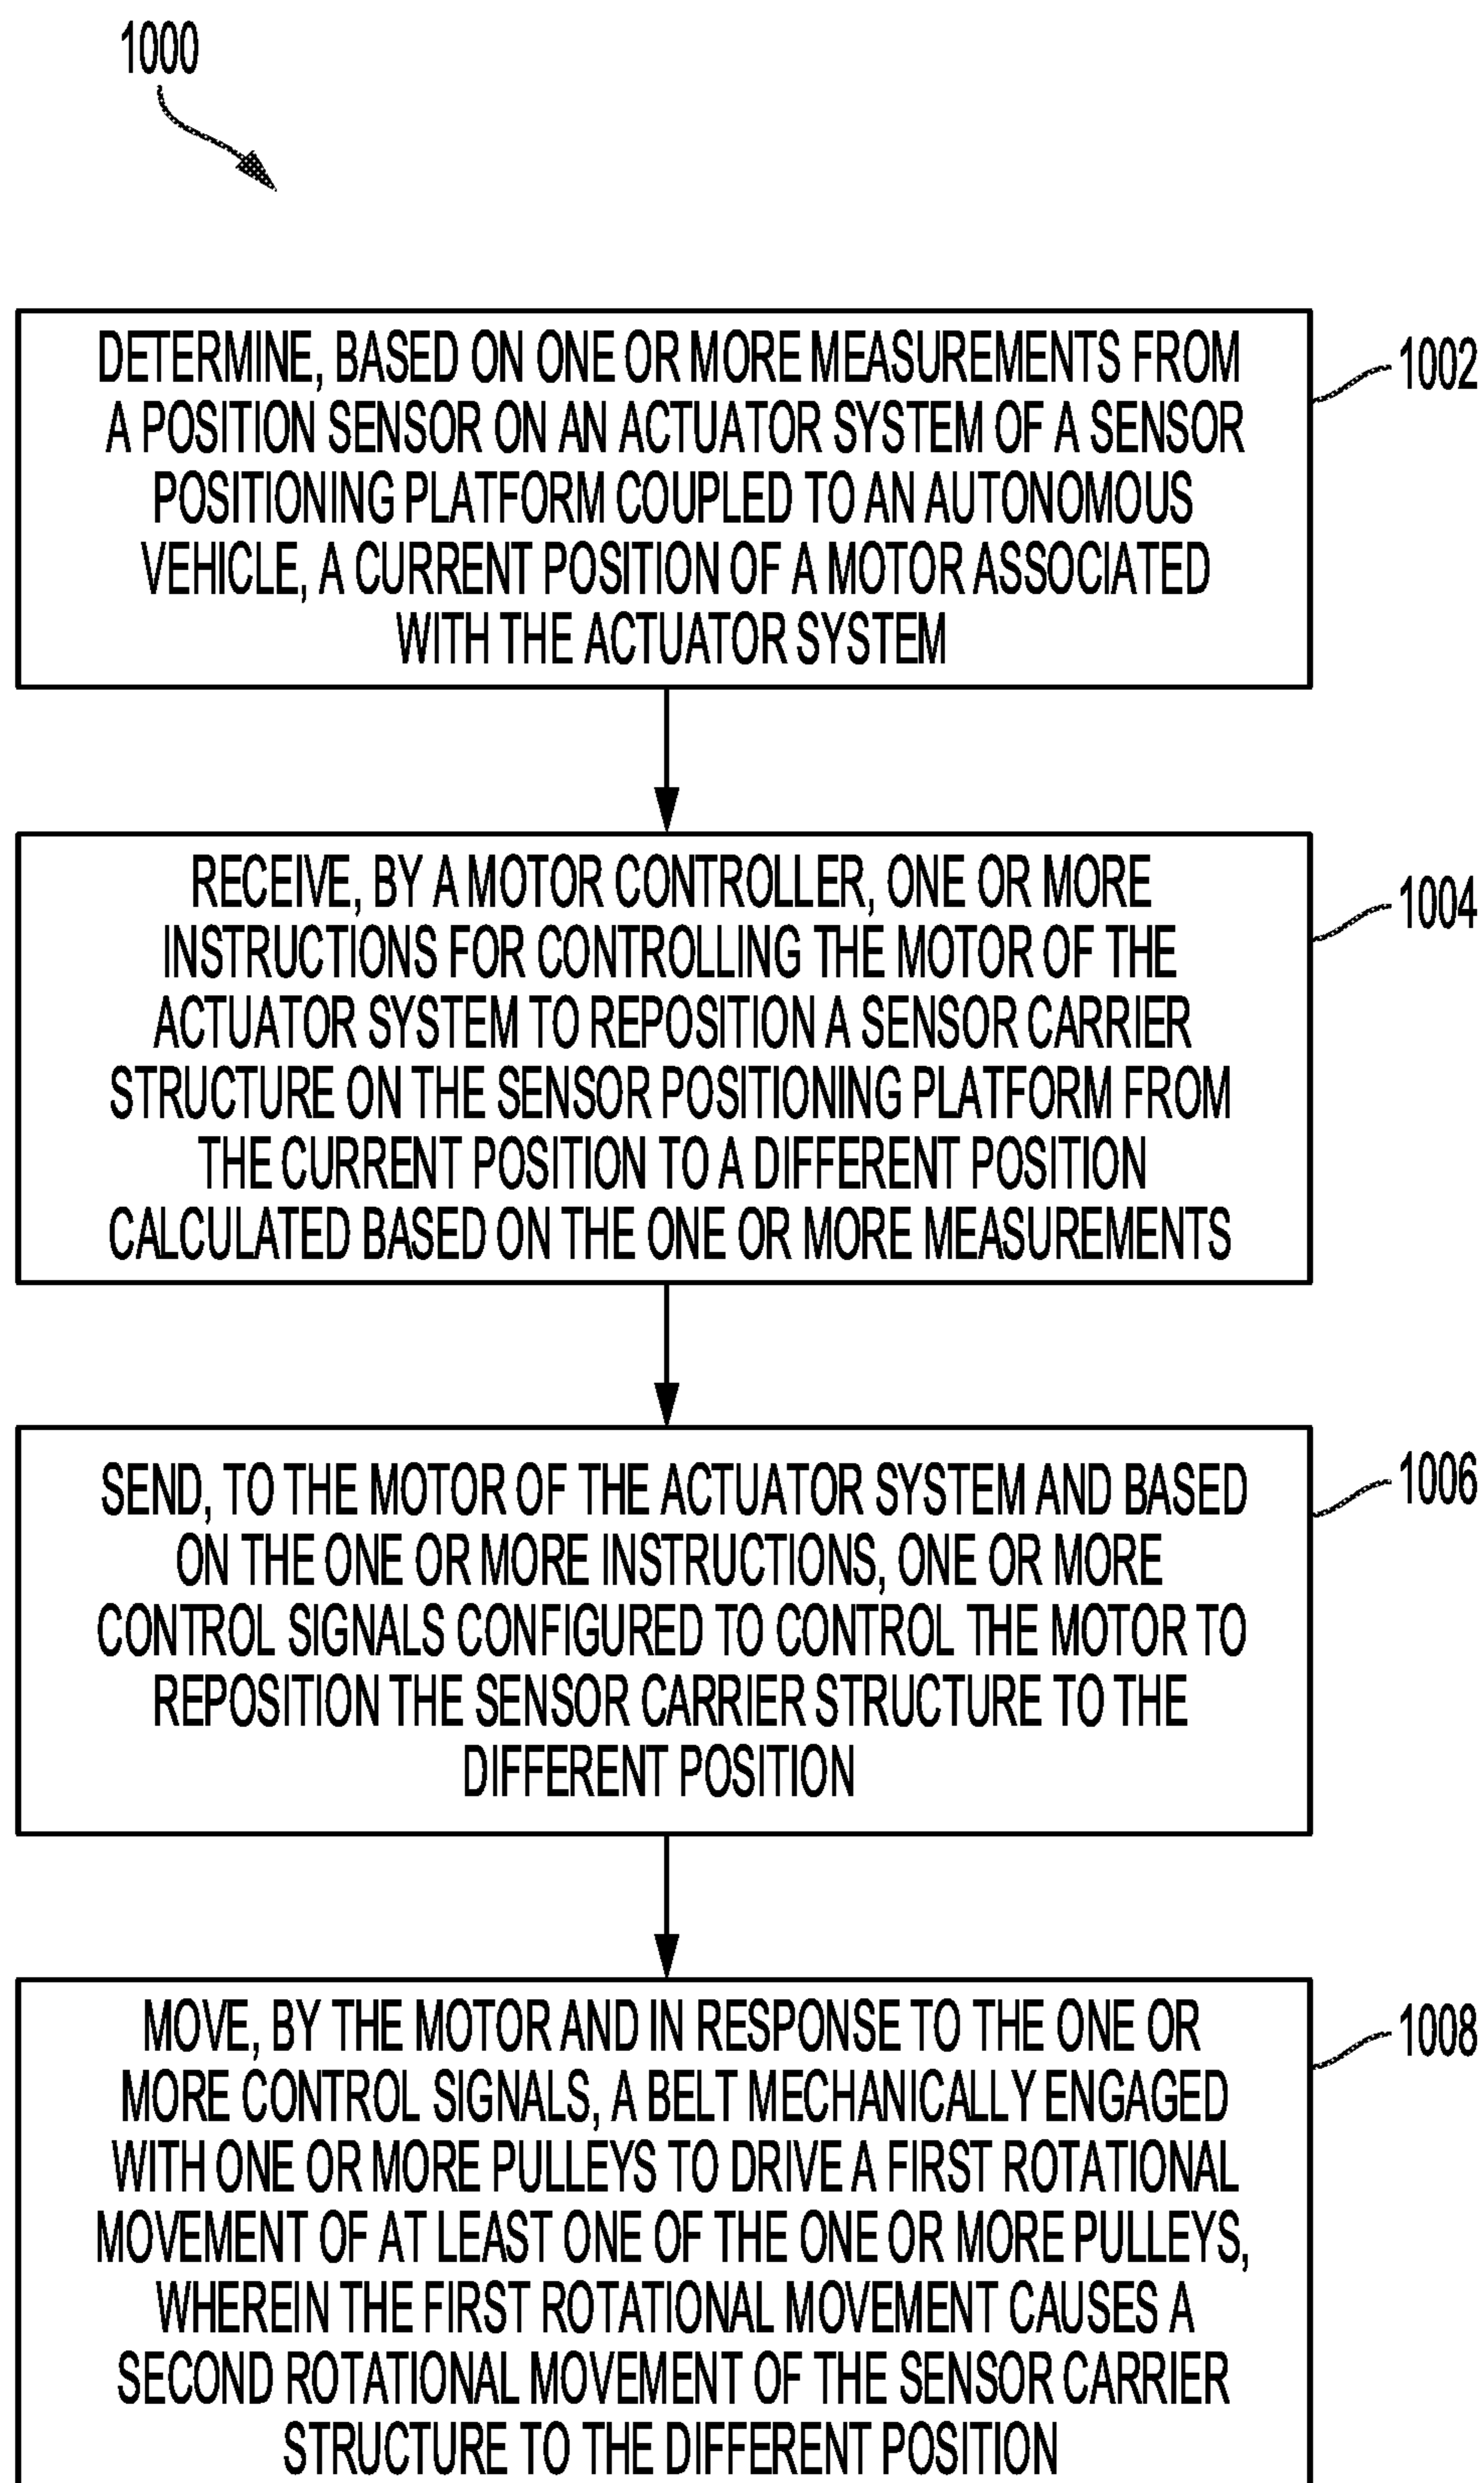 1000
DETERMINE, BASED ON ONE OR MORE MEASUREMENTS FROM
A POSITION SENSOR ON AN ACTUATOR SYSTEM OF A SENSOR
POSITIONING PLATFORM COUPLED TO AN AUTONOMOUS
VEHICLE, A CURRENT POSITION OF A MOTOR ASSOCIATED
WITH THE ACTUATOR SYSTEM
1002
RECEIVE, BY A MOTOR CONTROLLER, ONE OR MORE
INSTRUCTIONS FOR CONTROLLING THE MOTOR OF THE
ACTUATOR SYSTEM TO REPOSITION A SENSOR CARRIER
STRUCTURE ON THE SENSOR POSITIONING PLATFORM FROM
THE CURRENT POSITION TO A DIFFERENT POSITION
CALCULATED BASED ON THE ONE OR MORE MEASUREMENTS
1004
SEND, TO THE MOTOR OF THE ACTUATOR SYSTEM AND BASED
ON THE ONE OR MORE INSTRUCTIONS, ONE OR MORE
CONTROL SIGNALS CONFIGURED TO CONTROL THE MOTOR TO
REPOSITION THE SENSOR CARRIER STRUCTURE TO THE
DIFFERENT POSITION
1006
MOVE, BY THE MOTOR AND IN RESPONSE TO THE ONE OR
MORE CONTROL SIGNALS, A BELT MECHANICALLY ENGAGED
WITH ONE OR MORE PULLEYS TO DRIVE A FIRST ROTATIONAL
MOVEMENT OF AT LEAST ONE OF THE ONE OR MORE PULLEYS,
WHEREIN THE FIRST ROTATIONAL MOVEMENT CAUSES A
SECOND ROTATIONAL MOVEMENT OF THE SENSOR CARRIER
STRUCTURE TO THE DIFFERENT POSITION
1008